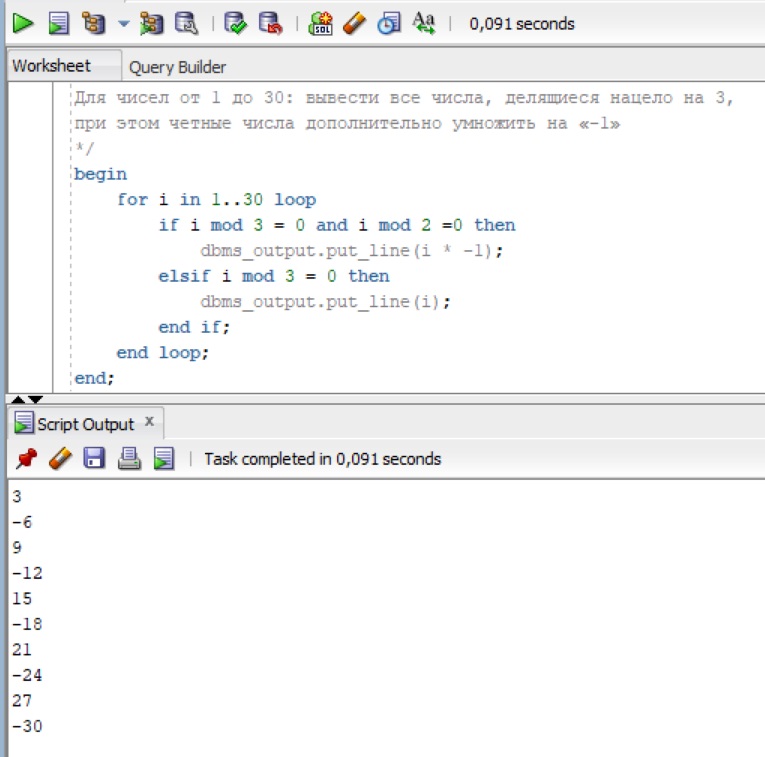 0,091 seconds
Worksheet Query Builder
Для чисел от 1 до 30: вывести все числа, делящиеся нацело на 3,
при этом четные числа дополнительно умножить на «-1»
*/
begin
for i in 1..30 loop
if i mod 3 = 0 and i mod 2 =0 then
dbms_output.put_line(i * -1);
elsif i mod 3 = 0 then
dbms_output.put_line(i);
end if;
end loop;
end;
Script Output x
Task completed in 0,091 seconds
3
-6
9
-12
15
-18
21
-24
27
-30